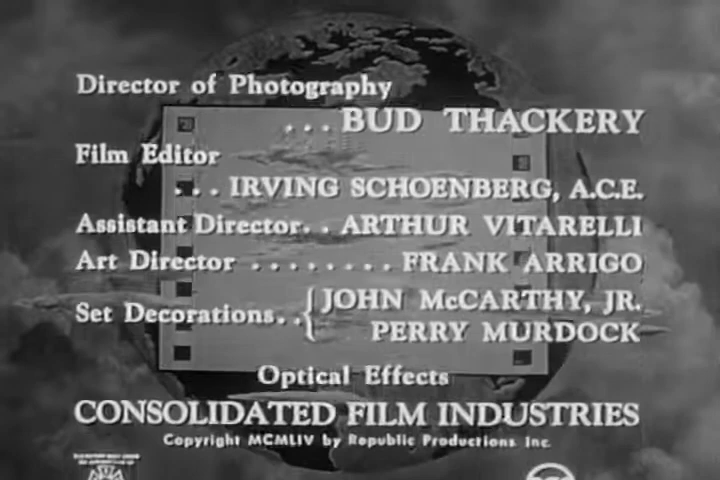 Director of Photography
...BUD THACKERY
Film Editor
...IRVING SCHOENBERG, A.C.E.
Assistant Director..ARTHUR VITARELLI
Art Director ........FRANK ARRIGO
Set Decorations..{JOHN McCARTHY, JR.
PERRY MURDOCK
Optical Effects
CONSOLIDATED FILM INDUSTRIES
Copyright MCMLIV by Republic Productions Inc.